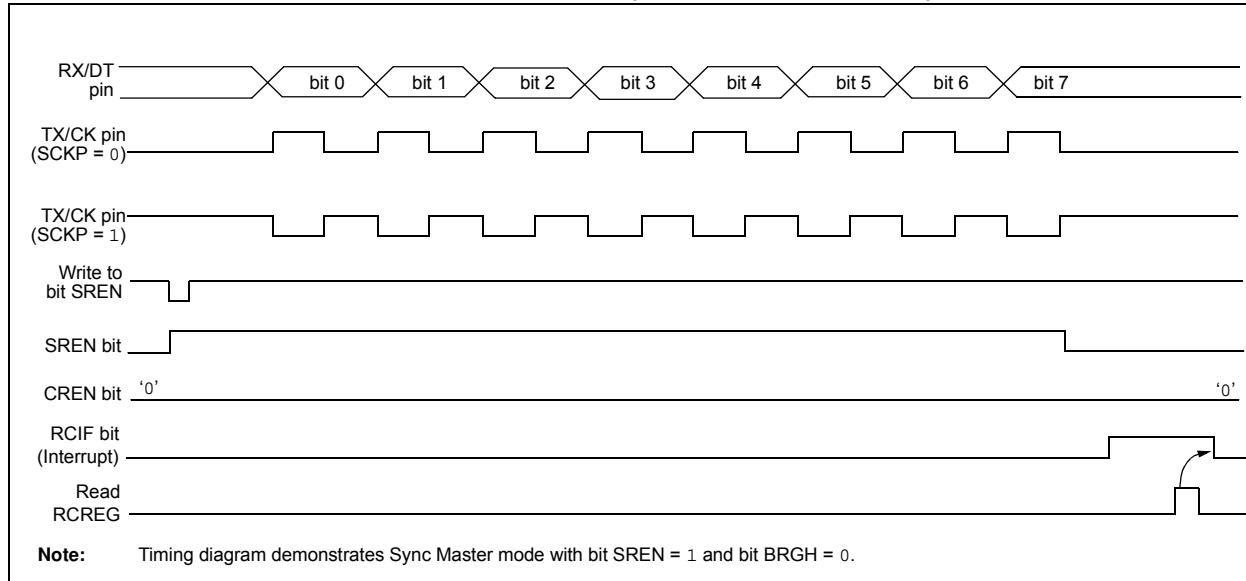 RX/DT
pin
bit 0 bit 1 bit 2 bit 3 bit 4 bit 5 bit 6 bit 7
TX/CK pin
(SCKP = 0)
TX/CK pin
(SCKP = 1)
Write to
bit SREN
SREN bit
CREN bit ‘0’ ‘0’
RCIF bit
(Interrupt)
Read
RCREG
Note: Timing diagram demonstrates Sync Master mode with bit SREN = 1 and bit BRGH = 0.